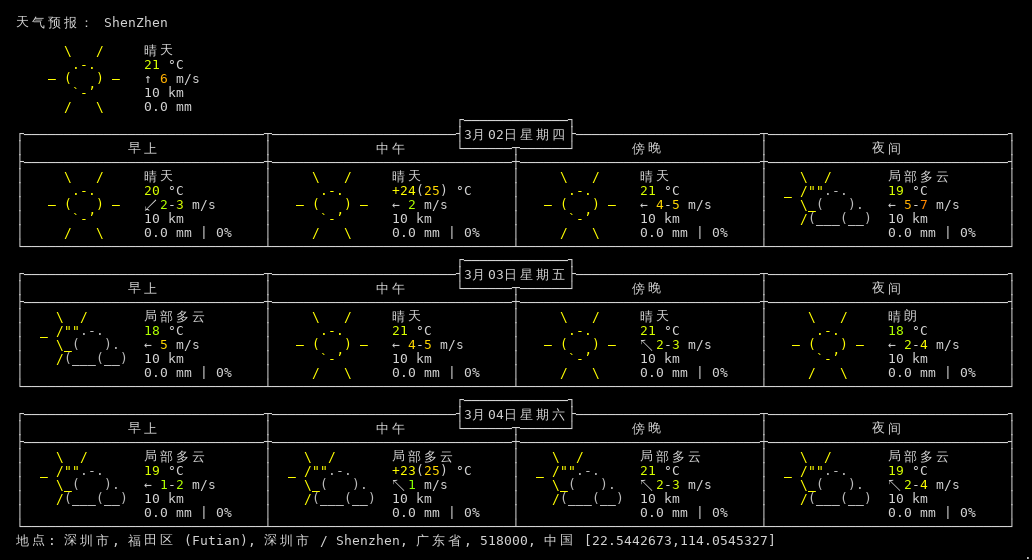 天气预报： ShenZhen
晴天
21 °C
↑ 6 m/s
10 km
0.0 mm
3月02日星期四
早上 中午 傍晚 夜间
晴天 晴天 晴天 局部多云
20 °C +24(25) °C 21 °C 19 °C
↙ 2-3 m/s ← 2 m/s ← 4-5 m/s ← 5-7 m/s
10 km 10 km 10 km 10 km
0.0 mm | 0% 0.0 mm | 0% 0.0 mm | 0% 0.0 mm | 0%
3月03日星期五
早上 中午 傍晚 夜间
局部多云 晴天 晴天 晴朗
18 °C 21 °C 21 °C 18 °C
← 5 m/s ← 4-5 m/s ↖ 2-3 m/s ← 2-4 m/s
10 km 10 km 10 km 10 km
0.0 mm | 0% 0.0 mm | 0% 0.0 mm | 0% 0.0 mm | 0%
3月04日星期六
早上 中午 傍晚 夜间
局部多云 局部多云 局部多云 局部多云
19 °C +23(25) °C 21 °C 19 °C
← 1-2 m/s ↖ 1 m/s ↖ 2-3 m/s ↖ 2-4 m/s
10 km 10 km 10 km 10 km
0.0 mm | 0% 0.0 mm | 0% 0.0 mm | 0% 0.0 mm | 0%
地点: 深圳市, 福田区 (Futian), 深圳市 / Shenzhen, 广东省, 518000, 中国 [22.5442673,114.0545327]